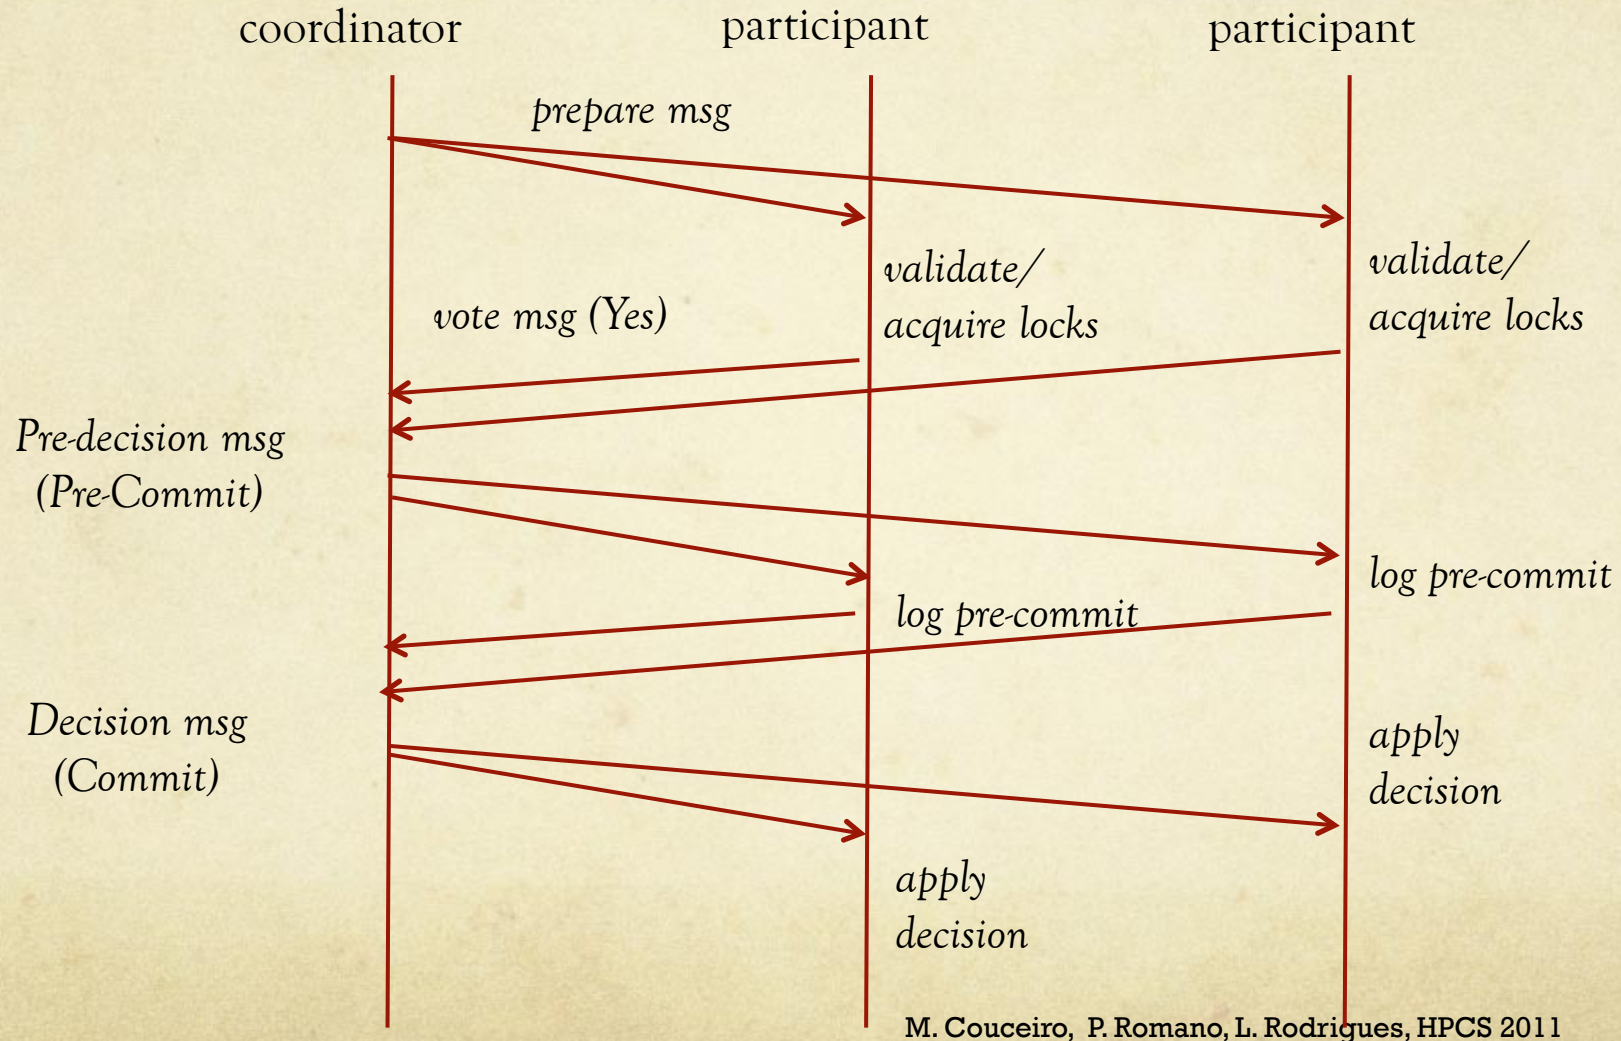 coordinator
participant
participant
prepare msg
validate/
acquire locks
validate/
acquire locks
vote msg (Yes)
Pre-decision msg
(Pre-Commit)
log pre-commit
log pre-commit
Decision msg
(Commit)
apply
decision
apply
decision
M. Couceiro, P. Romano, L. Rodrigues, HPCS 2011